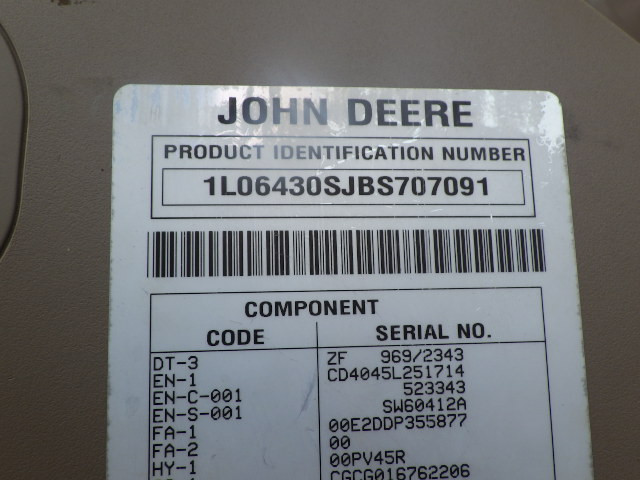 JOHN DEERE
PRODUCT IDENTIFICATION NUMBER
1L06430SJBS707091
COMPONENT
CODE SERIAL NO.
DT-3 ZF 969/2343
EN-1 CD4045L251714
EN-C-001 523343
EN-S-001 SW60412A
FA-1 00E2DDP355877
FA-2 00
HY-1 00PV45R
CGCG016762206